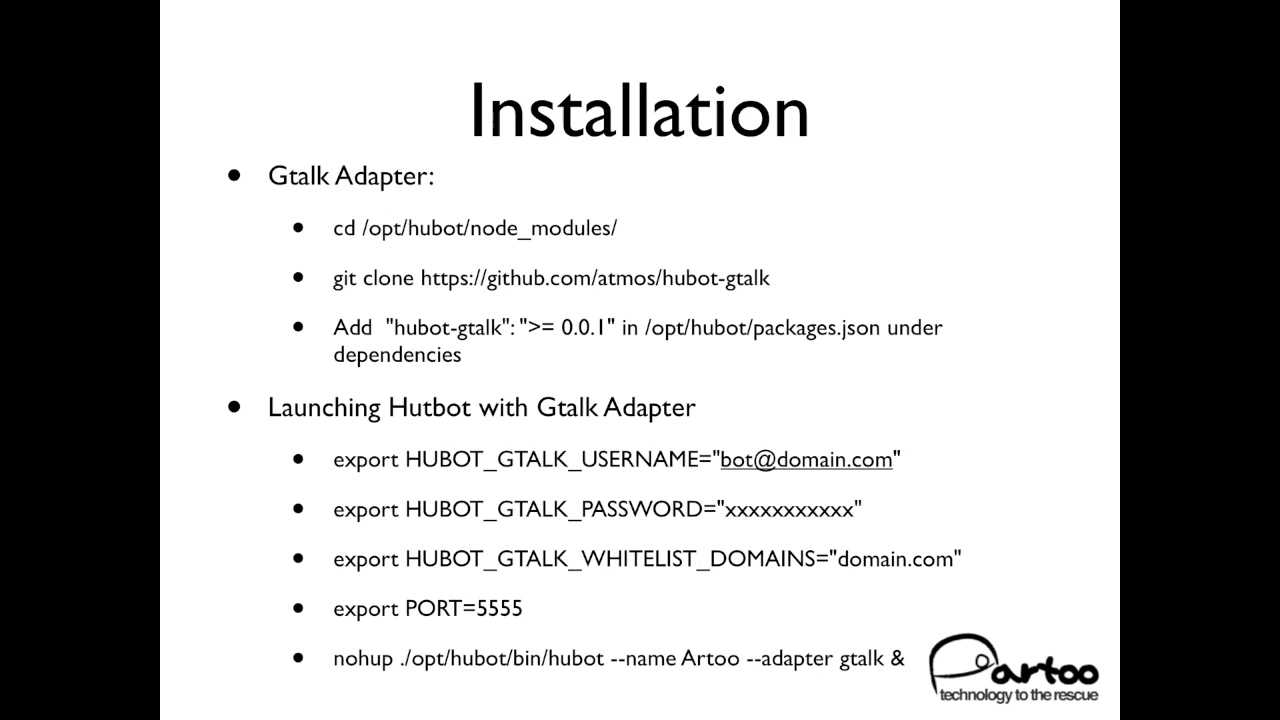 Installation
Gtalk Adapter:
cd /opt/hubot/node_modules/
git clone https://github.com/atmos/hubot-gtalk
Add  "hubot-gtalk": ">= 0.0.1" in /opt/hubot/packages.json under
dependencies
Launching Hutbot with Gtalk Adapter
export HUBOT_GTALK_USERNAME="bot@domain.com"
export HUBOT_GTALK_PASSWORD="xxxxxxxxxxx"
export HUBOT_GTALK_WHITELIST_DOMAINS="domain.com"
export PORT=5555
nohup ./opt/hubot/bin/hubot --name Artoo --adapter gtalk &
artoo
technology to the rescue